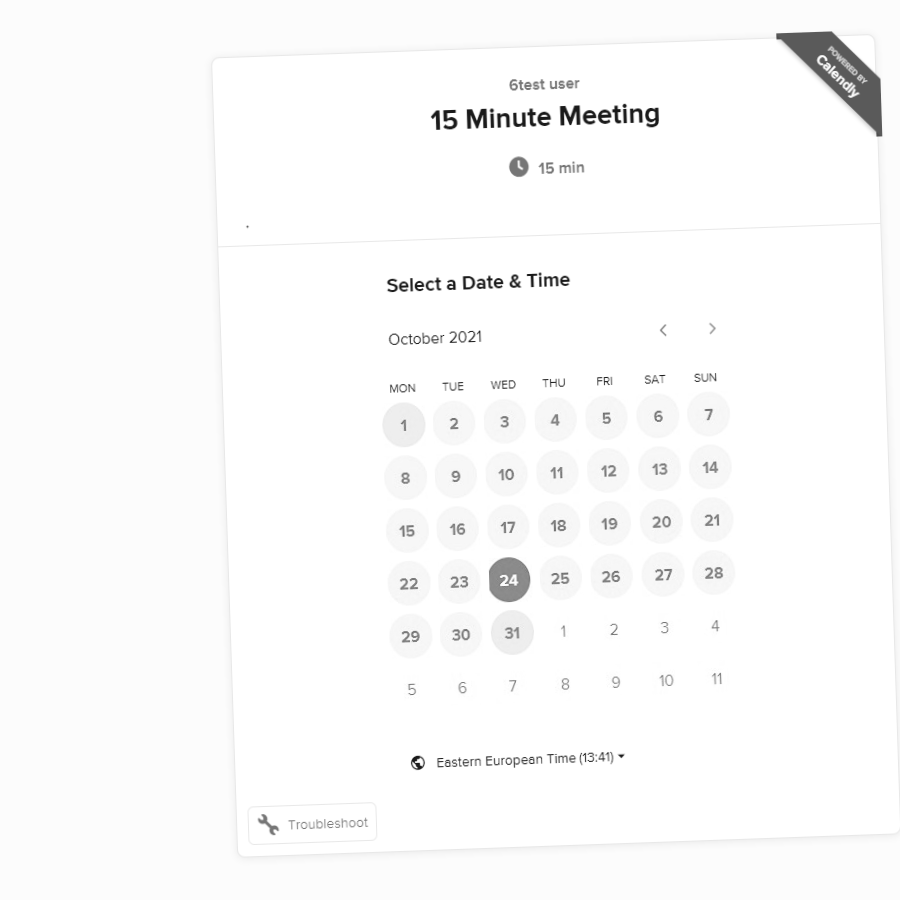 POWERED BY
Calendly
6test user
15 Minute Meeting
15 min
.
Select a Date & Time
October 2021
MON TUE WED THU FRI SAT SUN
1 2 3 4 5 6 7
8 9 10 11 12 13 14
15 16 17 18 19 20 21
22 23 24 25 26 27 28
29 30 31 1 2 3 4
5 6 7 8 9 10 11
Eastern European Time (13:41)
Troubleshoot